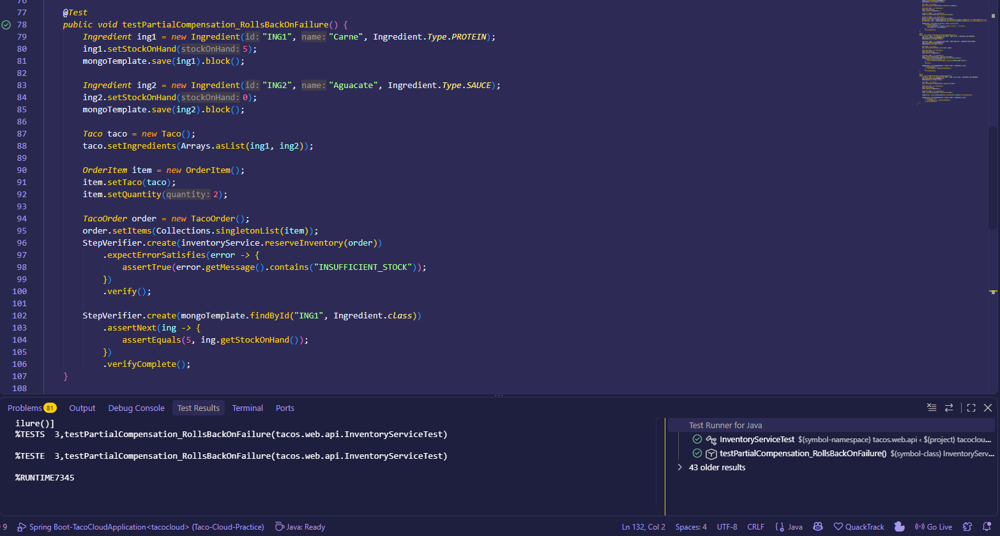 76
77 @Test
78 public void testPartialCompensation_RollsBackOnFailure() {
79 Ingredient ing1 = new Ingredient(id: "ING1", name: "Carne", Ingredient.Type.PROTEIN);
80 ing1.setStockOnHand(stockOnHand: 5);
81 mongoTemplate.save(ing1).block();
82
83 Ingredient ing2 = new Ingredient(id: "ING2", name: "Aguacate", Ingredient.Type.SAUCE);
84 ing2.setStockOnHand(stockOnHand: 0);
85 mongoTemplate.save(ing2).block();
86
87 Taco taco = new Taco();
88 taco.setIngredients(Arrays.asList(ing1, ing2));
89
90 OrderItem item = new OrderItem();
91 item.setTaco(taco);
92 item.setQuantity(quantity: 2);
93
94 TacoOrder order = new TacoOrder();
95 order.setItems(Collections.singletonList(item));
96 StepVerifier.create(inventoryService.reserveInventory(order))
97 .expectErrorSatisfies(error -> {
98 assertTrue(error.getMessage().contains("INSUFFICIENT_STOCK"));
99 })
100 .verify();
101
102 StepVerifier.create(mongoTemplate.findById("ING1", Ingredient.class))
103 .assertNext(ing -> {
104 assertEquals(5, ing.getStockOnHand());
105 })
106 .verifyComplete();
107 }
108
Problems 81 Output Debug Console Test Results Terminal Ports
ilure()]
%TESTS 3,testPartialCompensation_RollsBackOnFailure(tacos.web.api.InventoryServiceTest)
%TESTE 3,testPartialCompensation_RollsBackOnFailure(tacos.web.api.InventoryServiceTest)
%RUNTIME7345
Test Runner for Java
InventoryServiceTest $(symbol-namespace) tacos.web.api < $(project) tacoclou...
testPartialCompensation_RollsBackOnFailure() $(symbol-class) InventoryServ...
43 older results
9 Spring Boot-TacoCloudApplication<tacocloud> (Taco-Cloud-Practice) Java: Ready Ln 132, Col 2 Spaces: 4 UTF-8 CRLF Java QuackTrack Go Live